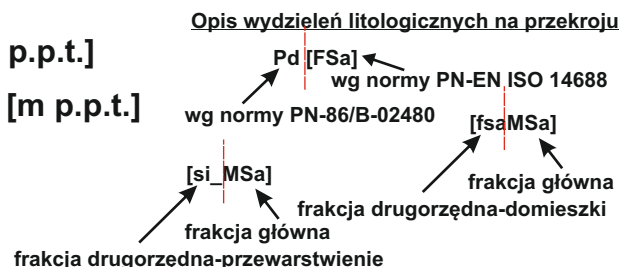 Opis wydzieleń litologicznych na przekroju
p.p.t.]
Pd [FSa]
wg normy PN-EN ISO 14688
[m p.p.t.]
wg normy PN-86/B-02480
[fsaMSa]
[si_MSa]
frakcja główna
frakcja drugorzędna-domieszki
frakcja główna
frakcja drugorzędna-przewarstwienie